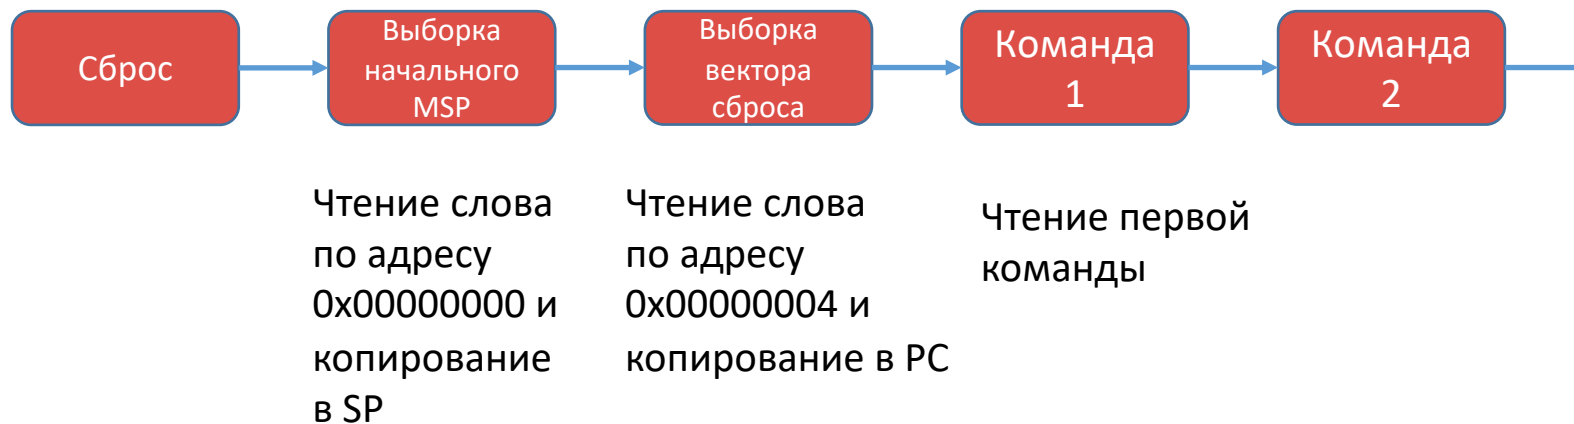 Сброс
Выборка
начального
MSP
Выборка
вектора
сброса
Команда
1
Команда
2
Чтение слова
по адресу
0x00000000 и
копирование
в SP
Чтение слова
по адресу
0x00000004 и
копирование в PC
Чтение первой
команды